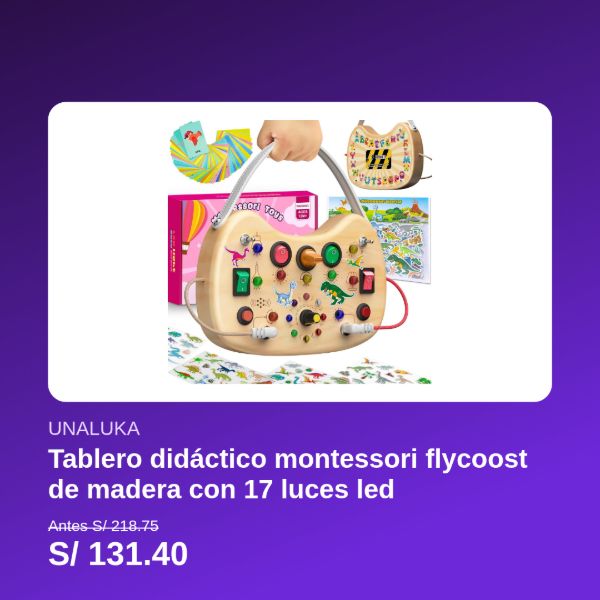 UNALUKA
Tablero didáctico montessori flycoost
de madera con 17 luces led
Antes S/ 218.75
S/ 131.40